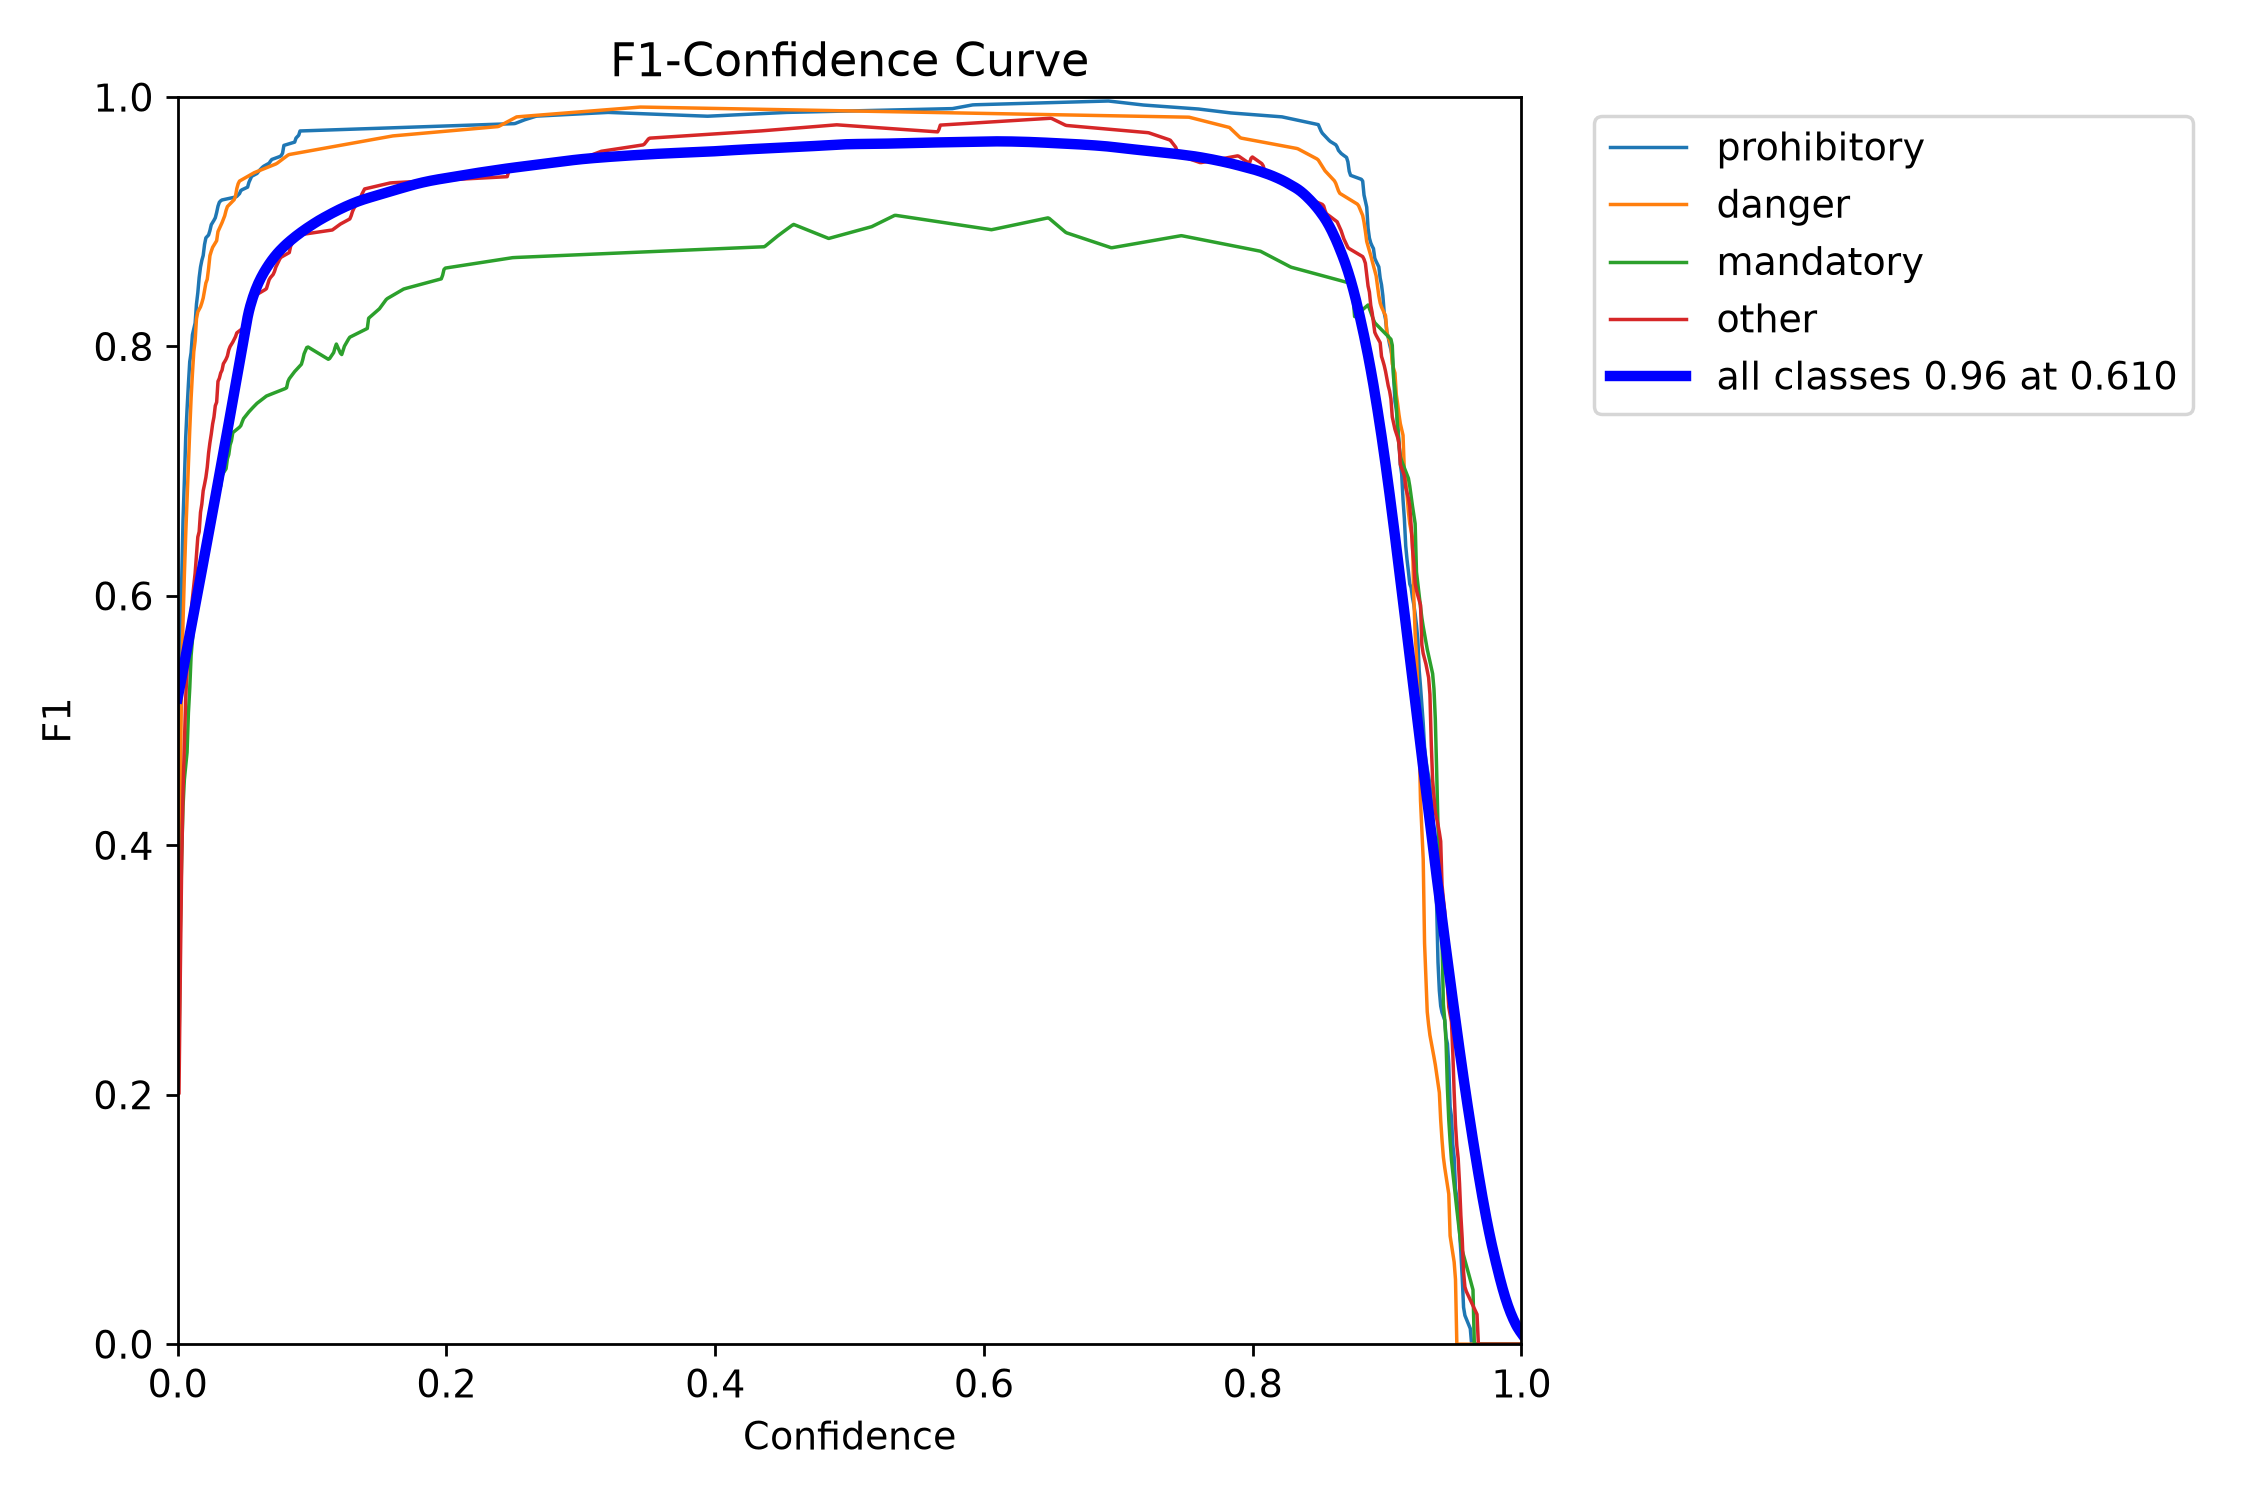 F1-Confidence Curve
1.0
0.8
0.6
0.4
0.2
0.0
F1
0.0 0.2 0.4 0.6 0.8 1.0
Confidence
prohibitory
danger
mandatory
other
all classes 0.96 at 0.610